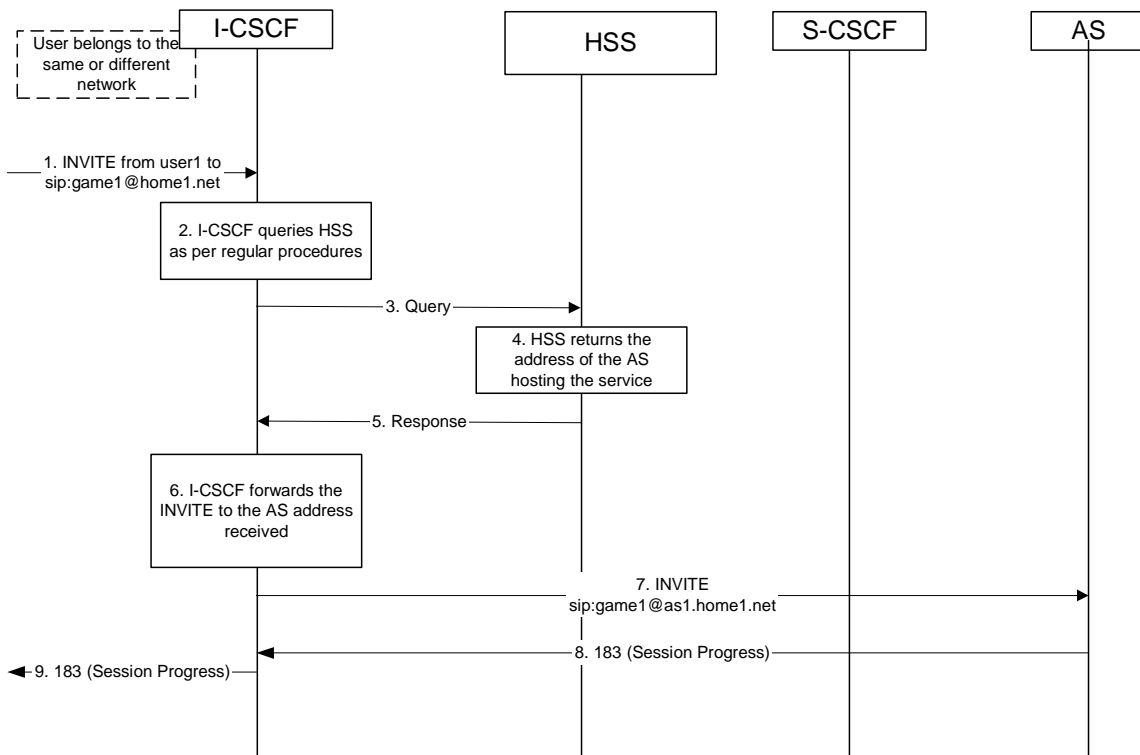 I-CSCF
HSS
S-CSCF
AS
User belongs to the
same or different
network
1. INVITE from user1 to
sip:game1@home1.net
2. I-CSCF queries HSS
as per regular procedures
3. Query
4. HSS returns the
address of the AS
hosting the service
5. Response
6. I-CSCF forwards the
INVITE to the AS address
received
7. INVITE
sip:game1@as1.home1.net
8. 183 (Session Progress)
9. 183 (Session Progress)